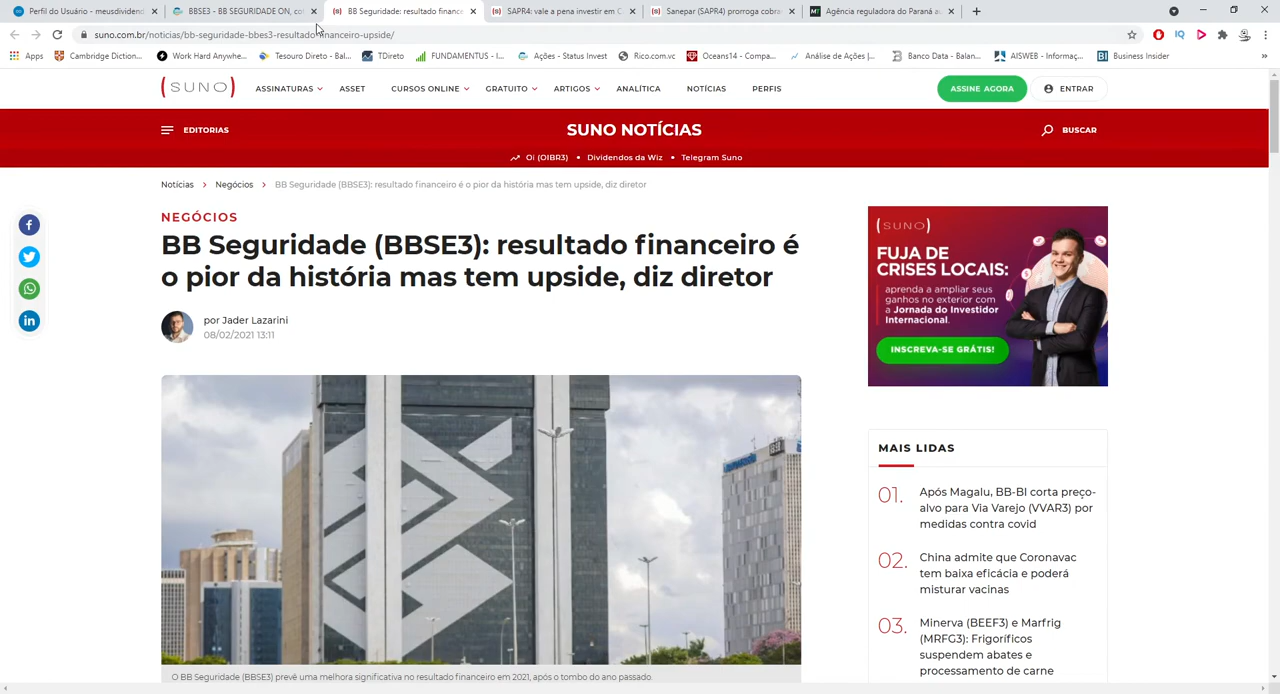 Perfil do Usuário - meusdividend
BBSE3 - BB SEGURIDADE ON, co
BB Seguridade: resultado finance
SAPR4: vale a pena investir em C
Sanepar (SAPR4) prorroga cobra
Agência reguladora do Paraná a
suno.com.br/noticias/bb-seguridade-bbes3-resultado-financeiro-upside/
Apps
Cambridge Diction...
Work Hard Anywhe...
Tesouro Direto - Bal...
TDireto
FUNDAMENTUS - I...
Ações - Status Invest
Rico.com.vc
Oceans14 - Compa...
Análise de Ações |...
Banco Data - Balan...
AISWEB - Informaç...
Business Insider
SUNO
ASSINATURAS
ASSET
CURSOS ONLINE
GRATUITO
ARTIGOS
ANALÍTICA
NOTÍCIAS
PERFIS
ASSINE AGORA
ENTRAR
EDITORIAS
SUNO NOTÍCIAS
BUSCAR
Oi (OIBR3)
Dividendos da Wiz
Telegram Suno
Notícias
Negócios
BB Seguridade (BBSE3): resultado financeiro é o pior da história mas tem upside, diz diretor
NEGÓCIOS
BB Seguridade (BBSE3): resultado financeiro é
o pior da história mas tem upside, diz diretor
por Jader Lazarini
08/02/2021 13:11
O BB Seguridade (BBSE3) prevê uma melhora significativa no resultado financeiro em 2021, após o tombo do ano passado.
(SUNO)
FUJA DE
CRISES LOCAIS:
aprenda a ampliar seus
ganhos no exterior com
a Jornada do Investidor
Internacional.
INSCREVA-SE GRÁTIS!
MAIS LIDAS
01.
Após Magalu, BB-BI corta preço-
alvo para Via Varejo (VVAR3) por
medidas contra covid
02.
China admite que Coronavac
tem baixa eficácia e poderá
misturar vacinas
03.
Minerva (BEEF3) e Marfrig
(MRFG3): Frigoríficos
suspendem abates e
processamento de carne